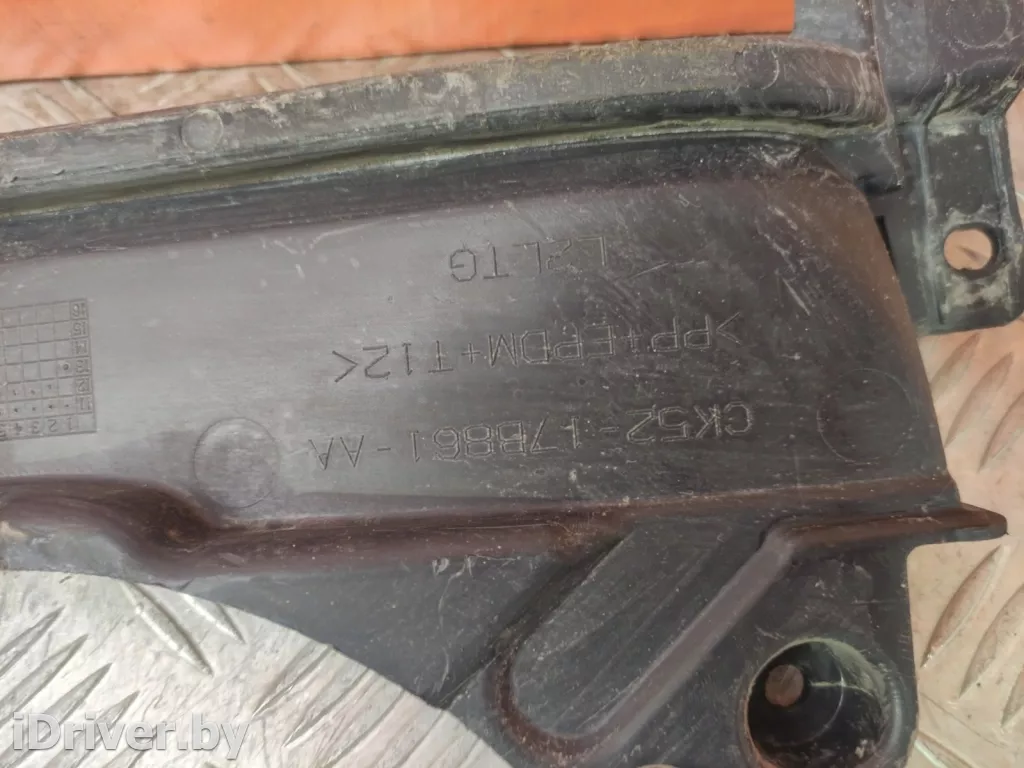 CK52-17B861-AA
>PP+EPDM+T12<
L2LTG
iDriver.by